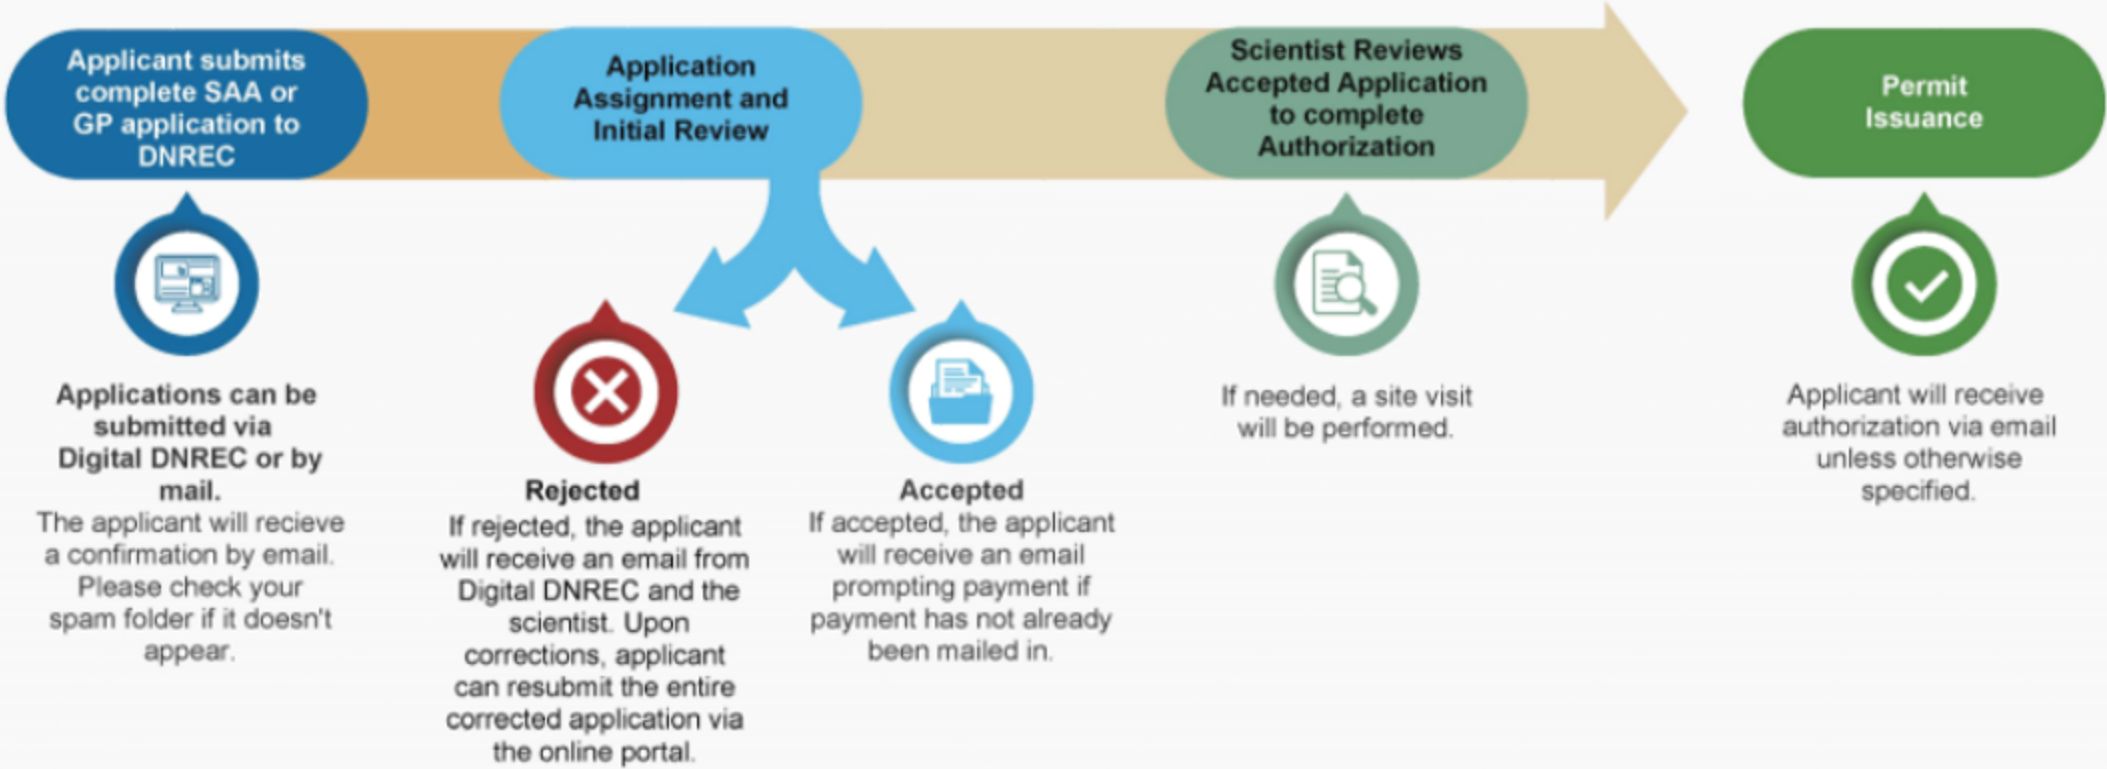 Applicant submits
complete SAA or
GP application to
DNREC
Application
Assignment and
Initial Review
Scientist Reviews
Accepted Application
to complete
Authorization
Permit
Issuance
Applications can be
submitted via
Digital DNREC or by
mail.
The applicant will recieve
a confirmation by email.
Please check your
spam folder if it doesn't
appear.
Rejected
If rejected, the applicant
will receive an email from
Digital DNREC and the
scientist. Upon
corrections, applicant
can resubmit the entire
corrected application via
the online portal.
Accepted
If accepted, the applicant
will receive an email
prompting payment if
payment has not already
been mailed in.
If needed, a site visit
will be performed.
Applicant will receive
authorization via email
unless otherwise
specified.